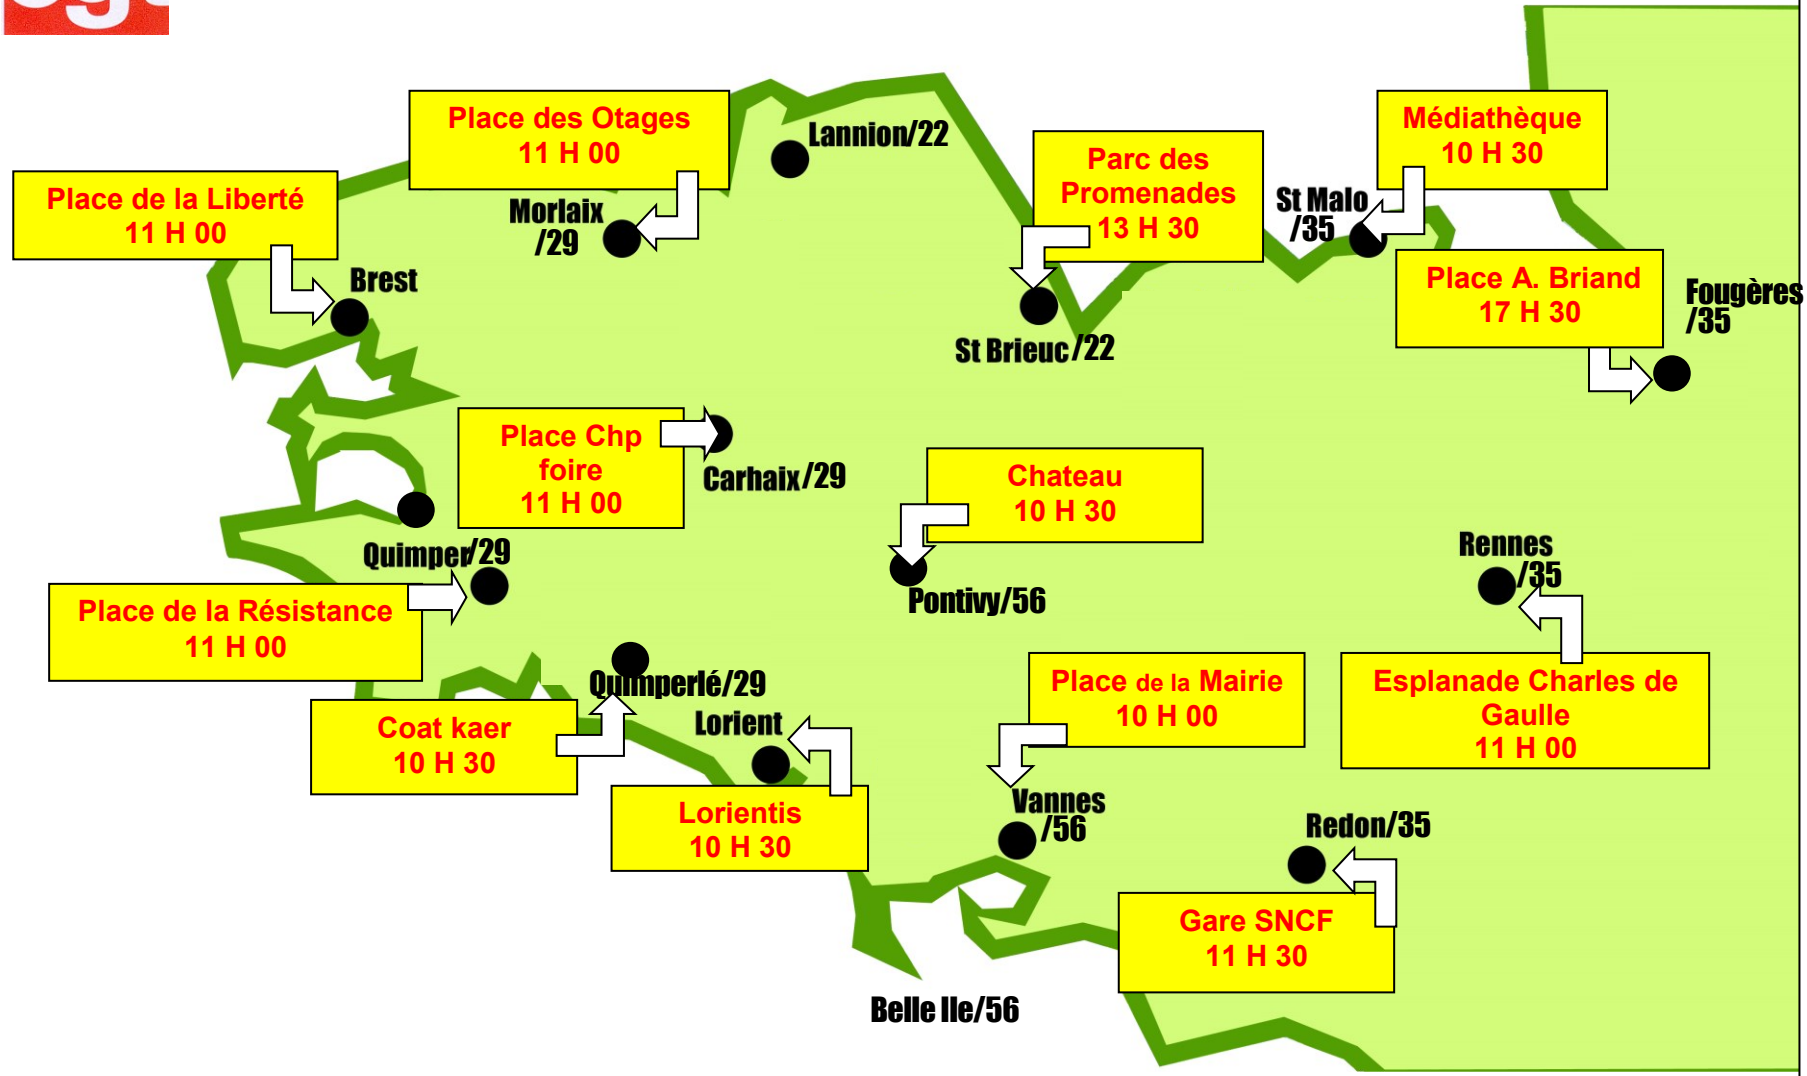 Place des Otages
11 H 00
Lannion/22
Médiathèque
10 H 30
Parc des
Promenades
13 H 30
Place de la Liberté
11 H 00
Morlaix
/29
St Malo
/35
Brest
Place A. Briand
17 H 30
Fougères
/35
St Brieuc/22
Place Chp
foire
11 H 00
Carhaix/29
Chateau
10 H 30
Quimper/29
Pontivy/56
Rennes
/35
Place de la Résistance
11 H 00
Quimperlé/29
Coat kaer
10 H 30
Lorient
Place de la Mairie
10 H 00
Esplanade Charles de
Gaulle
11 H 00
Lorientis
10 H 30
Vannes
/56
Redon/35
Gare SNCF
11 H 30
Belle Ile/56